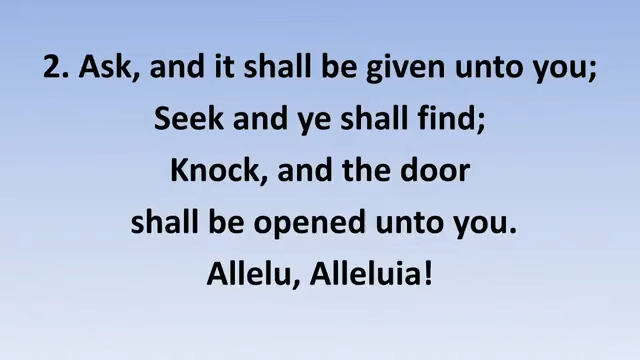 2. Ask, and it shall be given unto you;
Seek and ye shall find;
Knock, and the door
shall be opened unto you.
Allelu, Alleluia!